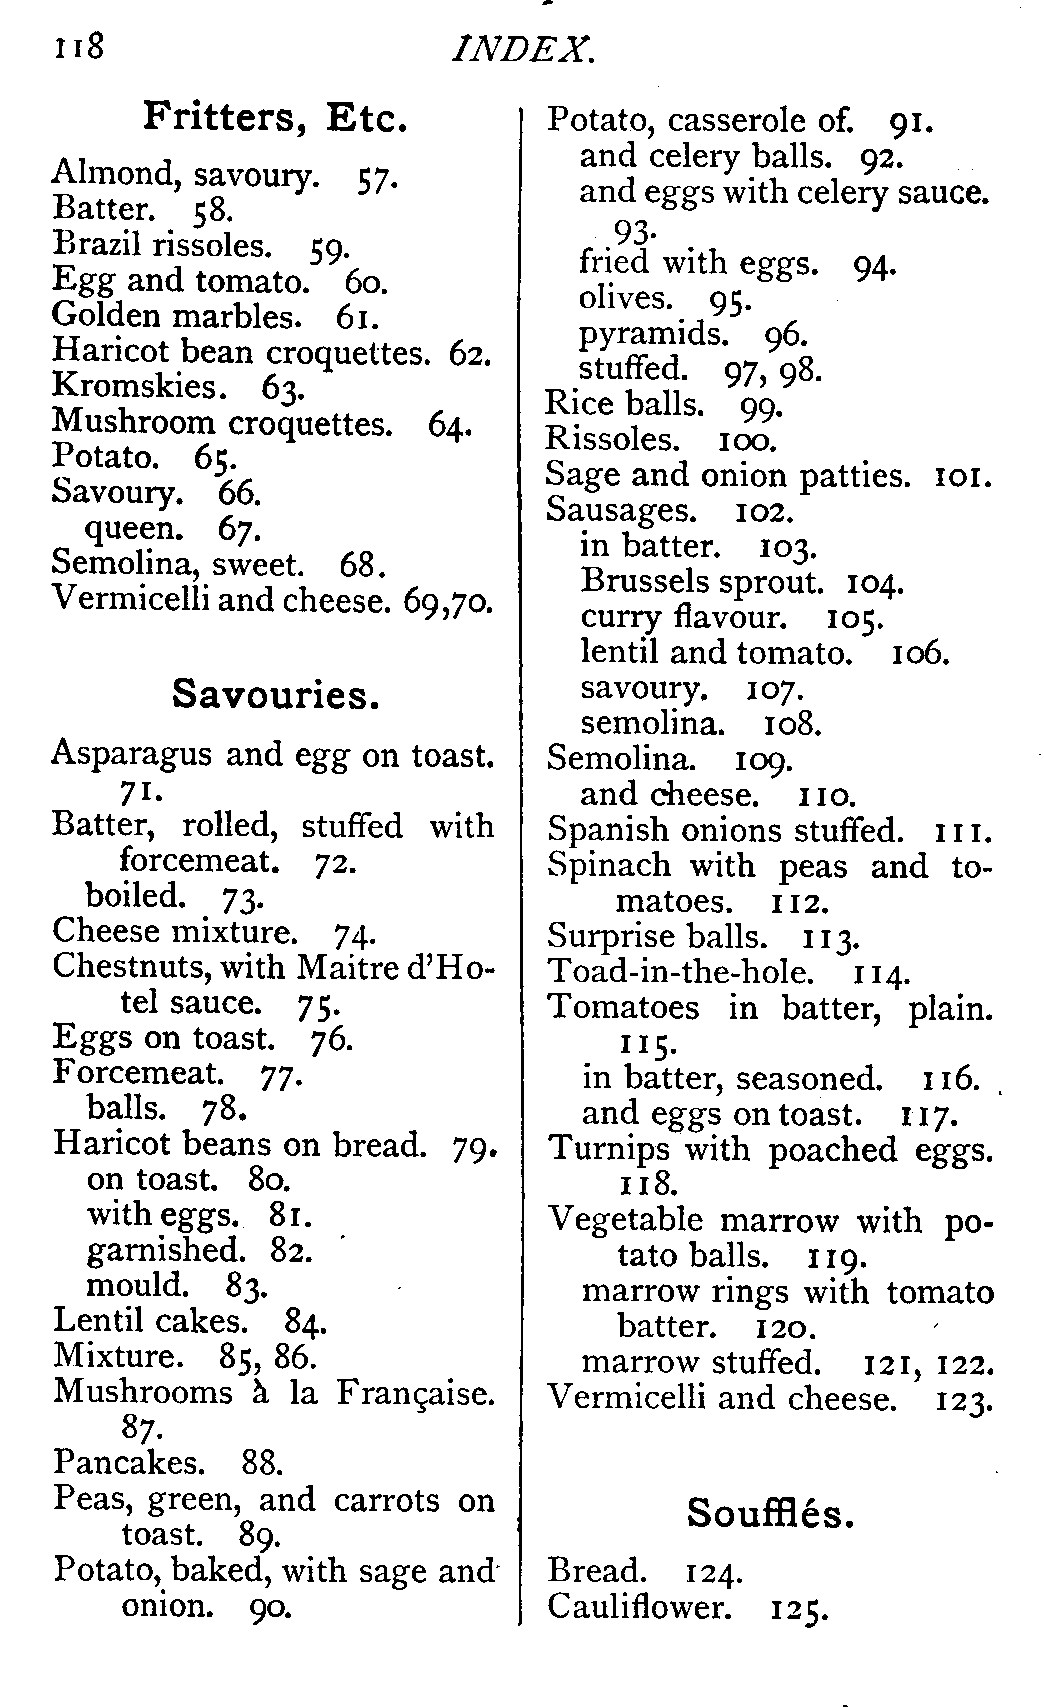 118
INDEX.
Fritters, Etc.
Almond, savoury. 57.
Batter. 58.
Brazil rissoles. 59.
Egg and tomato. 60.
Golden marbles. 61.
Haricot bean croquettes. 62.
Kromskies. 63.
Mushroom croquettes. 64.
Potato. 65.
Savoury. 66.
queen. 67.
Semolina, sweet. 68.
Vermicelli and cheese. 69,70.
Savouries.
Asparagus and egg on toast.
71.
Batter, rolled, stuffed with
forcemeat. 72.
boiled. 73.
Cheese mixture. 74.
Chestnuts, with Maitre d'Ho-
tel sauce. 75.
Eggs on toast. 76.
Forcemeat. 77.
balls. 78.
Haricot beans on bread. 79.
on toast. 80.
with eggs. 81.
garnished. 82.
mould. 83.
Lentil cakes. 84.
Mixture. 85, 86.
Mushrooms à la Française.
87.
Pancakes. 88.
Peas, green, and carrots on
toast. 89.
Potato, baked, with sage and
onion. 90.
Potato, casserole of. 91.
and celery balls. 92.
and eggs with celery sauce.
93.
fried with eggs. 94.
olives. 95.
pyramids. 96.
stuffed. 97, 98.
Rice balls. 99.
Rissoles. 100.
Sage and onion patties. 101.
Sausages. 102.
in batter. 103.
Brussels sprout. 104.
curry flavour. 105.
lentil and tomato. 106.
savoury. 107.
semolina. 108.
Semolina. 109.
and cheese. 110.
Spanish onions stuffed. 111.
Spinach with peas and to-
matoes. 112.
Surprise balls. 113.
Toad-in-the-hole. 114.
Tomatoes in batter, plain.
115.
in batter, seasoned. 116.
and eggs on toast. 117.
Turnips with poached eggs.
118.
Vegetable marrow with po-
tato balls. 119.
marrow rings with tomato
batter. 120.
marrow stuffed. 121, 122.
Vermicelli and cheese. 123.
Soufflés.
Bread. 124.
Cauliflower. 125.